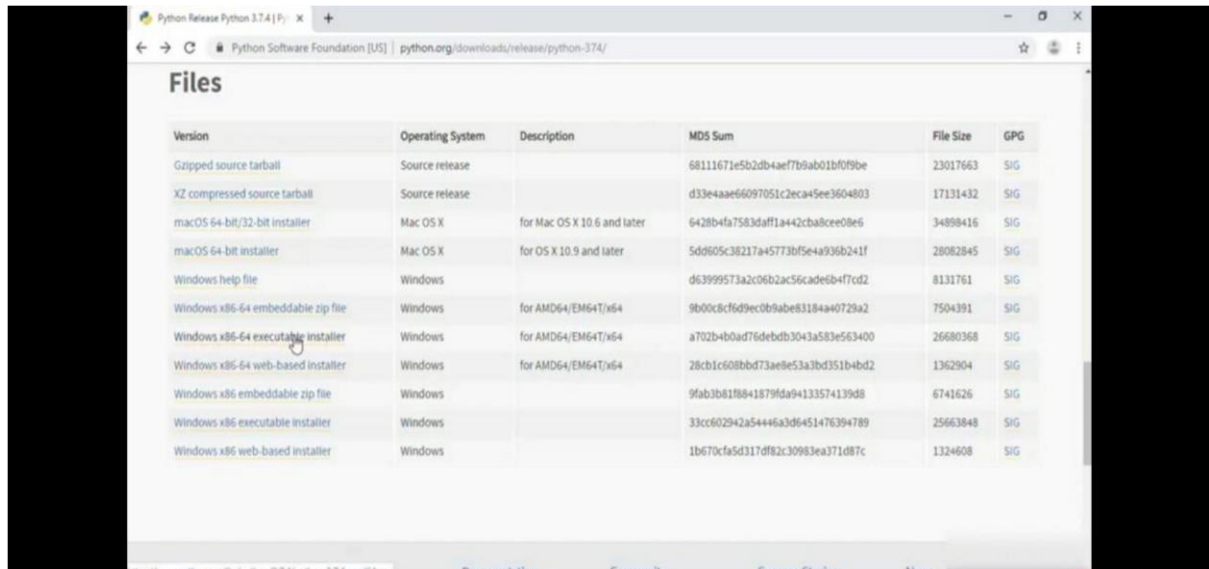 Python Release Python 3.7.4 | Py
Python Software Foundation [US] | python.org/downloads/release/python-374/
Files
Version Operating System Description MD5 Sum File Size GPG
Gzipped source tarball Source release 68111671e5b2db4aef7b9ab01bf0f9be 23017663 SIG
XZ compressed source tarball Source release d33e4aae66097051c2eca45ee3604803 17131432 SIG
macOS 64-bit/32-bit installer Mac OS X for Mac OS X 10.6 and later 6428b4fa7583daff1a442cba8cee08e6 34898416 SIG
macOS 64-bit installer Mac OS X for OS X 10.9 and later 5dd605c38217a45773bf5e4a936b241f 28082845 SIG
Windows help file Windows d63999573a2c06b2ac56cade6b4f7cd2 8131761 SIG
Windows x86-64 embeddable zip file Windows for AMD64/EM64T/x64 9b00c8cf6d9ec0b9abe83184a40729a2 7504391 SIG
Windows x86-64 executable installer Windows for AMD64/EM64T/x64 a702b4b0ad76debdb3043a583e563400 26680368 SIG
Windows x86-64 web-based installer Windows for AMD64/EM64T/x64 28cb1c608bbd73ae8e53a3bd351b4bd2 1362904 SIG
Windows x86 embeddable zip file Windows 9fab3b81f8841879fda94133574139d8 6741626 SIG
Windows x86 executable installer Windows 33cc602942a54446a3d6451476394789 25663848 SIG
Windows x86 web-based installer Windows 1b670cfa5d317df82c30983ea371d87c 1324608 SIG